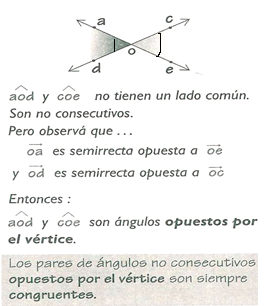 a c
o
d e
aod y coe no tienen un lado común.
Son no consecutivos.
Pero observá que ...
oa es semirrecta opuesta a oe
y od es semirrecta opuesta a oc
Entonces :
aod y coe son ángulos opuestos por
el vértice.
Los pares de ángulos no consecutivos
opuestos por el vértice son siempre
congruentes.